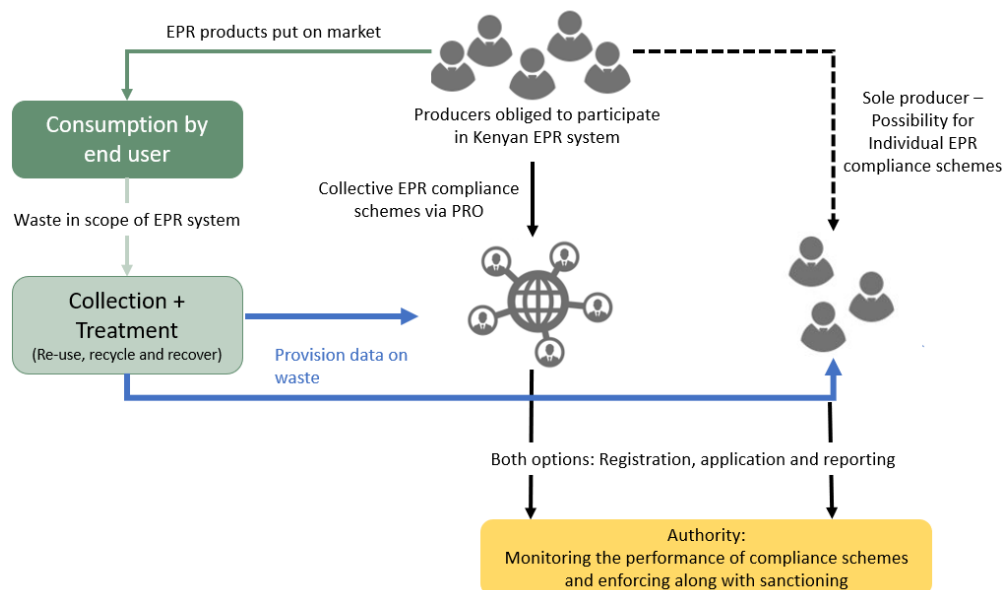 EPR products put on market
Producers obliged to participate
in Kenyan EPR system
Sole producer –
Possibility for
Individual EPR
compliance schemes
Consumption by
end user
Collective EPR compliance
schemes via PRO
Waste in scope of EPR system
Collection +
Treatment
(Re-use, recycle and recover)
Provision data on
waste
Both options: Registration, application and reporting
Authority:
Monitoring the performance of compliance schemes
and enforcing along with sanctioning